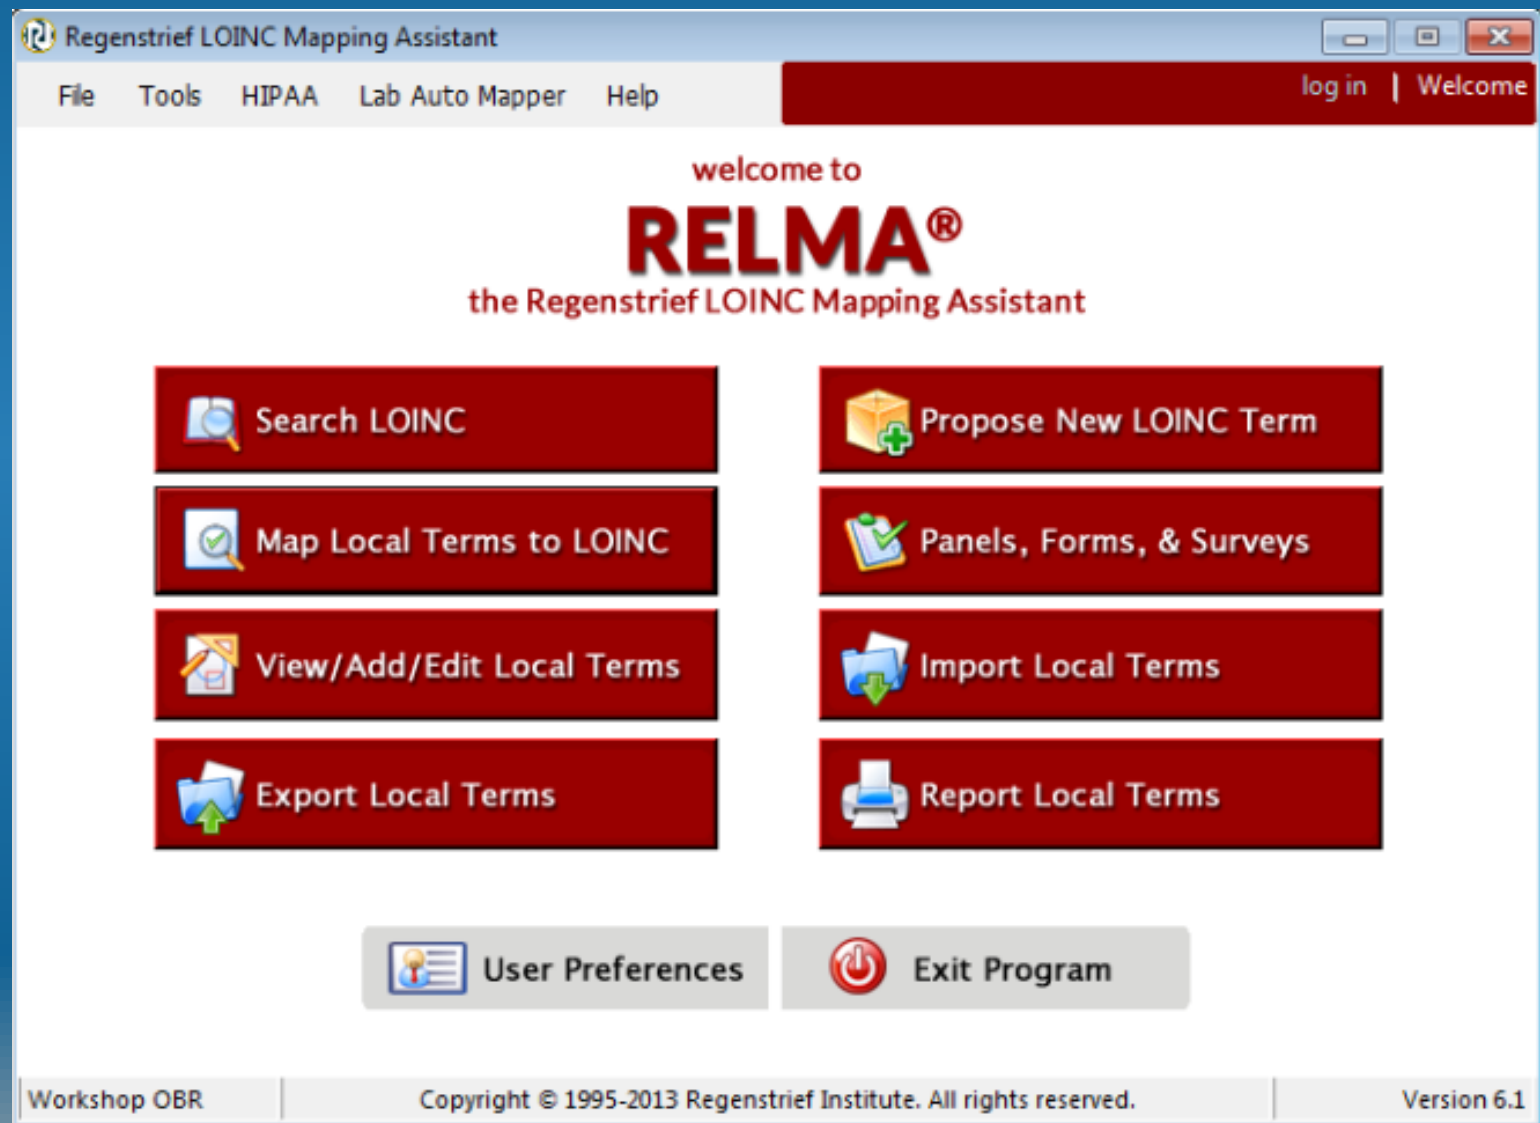 Regenstrief LOINC Mapping Assistant
File Tools HIPAA Lab Auto Mapper Help
log in | Welcome
welcome to
RELMA®
the Regenstrief LOINC Mapping Assistant
Search LOINC
Propose New LOINC Term
Map Local Terms to LOINC
Panels, Forms, & Surveys
View/Add/Edit Local Terms
Import Local Terms
Export Local Terms
Report Local Terms
User Preferences
Exit Program
Workshop OBR
Copyright © 1995-2013 Regenstrief Institute. All rights reserved.
Version 6.1